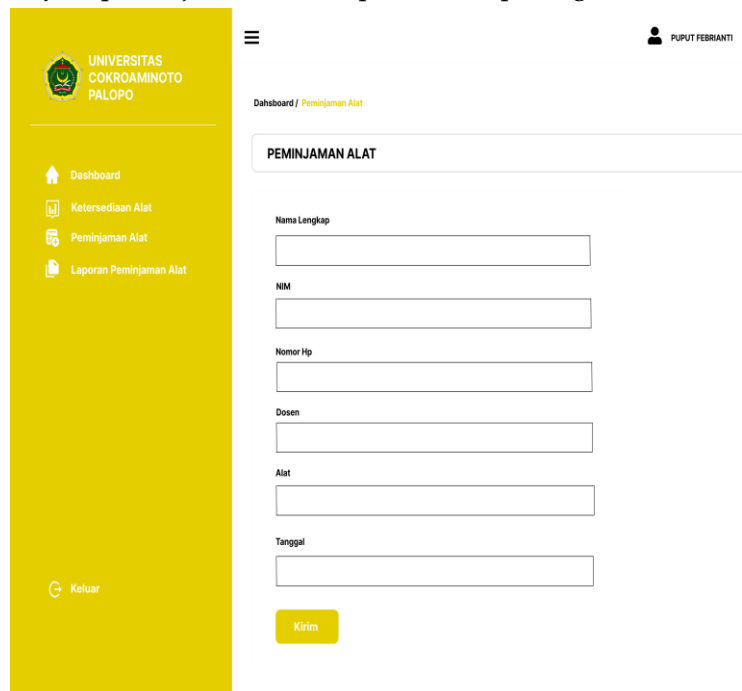 UNIVERSITAS
COKROAMINOTO
PALOPO
Dashboard
Ketersediaan Alat
Peminjaman Alat
Laporan Peminjaman Alat
Keluar
PUPUT FEBRIANTI
Dahsboard / Peminjaman Alat
PEMINJAMAN ALAT
Nama Lengkap
NIM
Nomor Hp
Dosen
Alat
Tanggal
Kirim